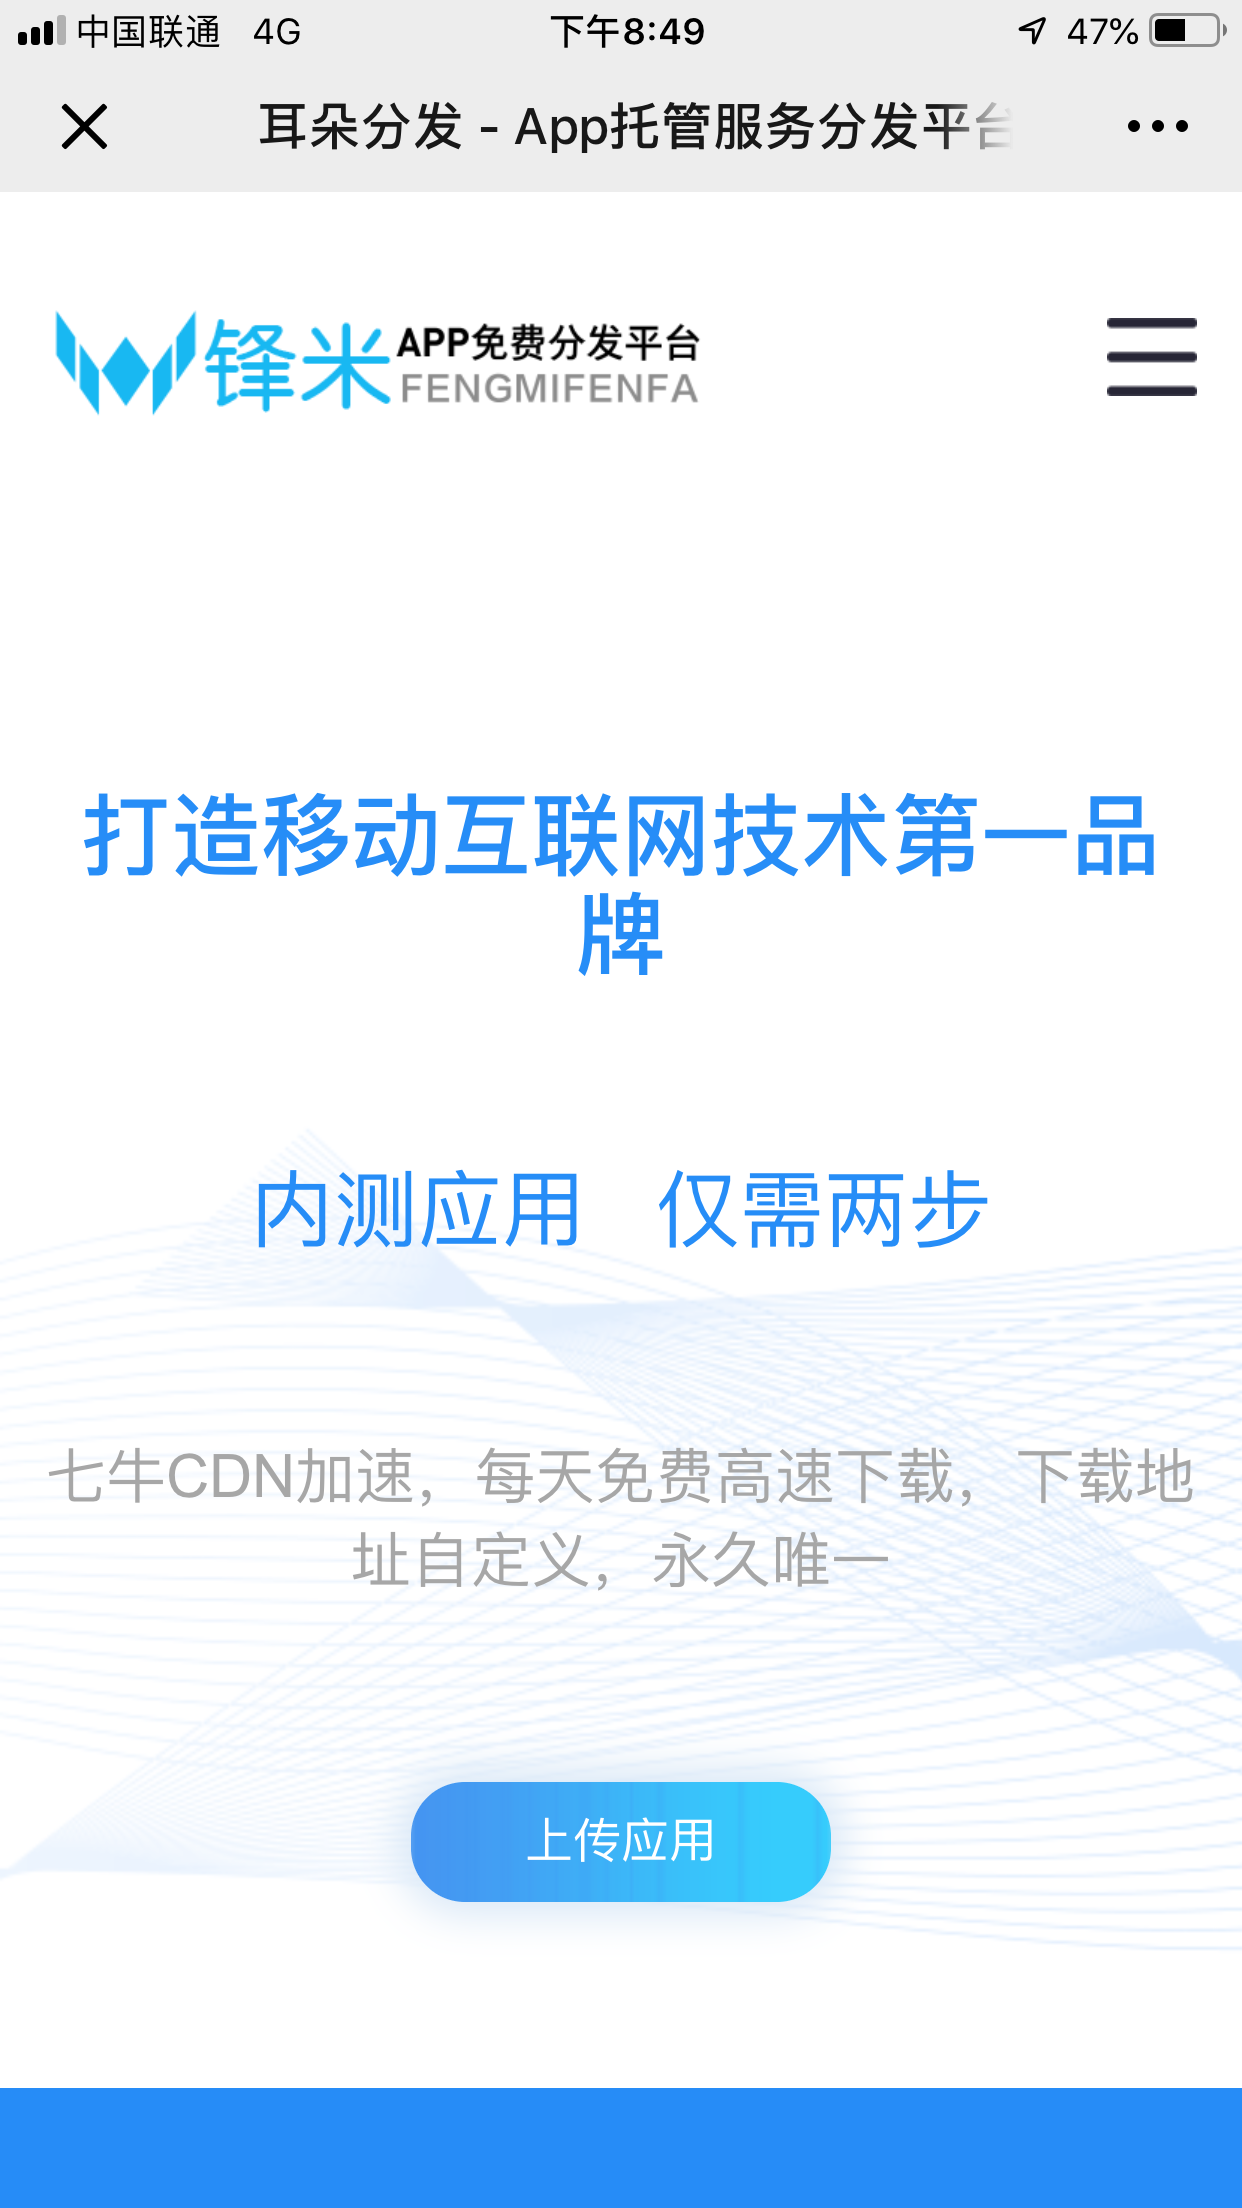 中国联通 4G 下午8:49 47%
耳朵分发 - App托管服务分发平台
锋米 APP免费分发平台
FENGMIFENFA
打造移动互联网技术第一品
牌
内测应用 仅需两步
七牛CDN加速，每天免费高速下载，下载地
址自定义，永久唯一
上传应用